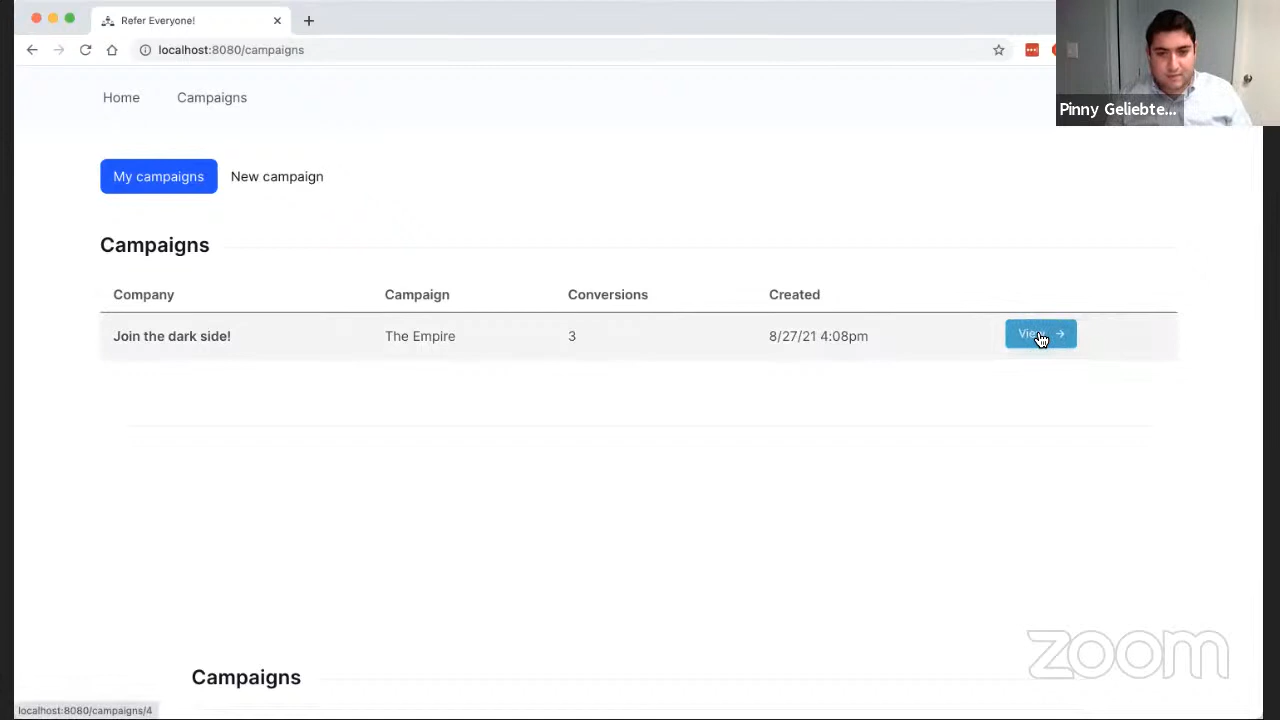 Refer Everyone!
localhost:8080/campaigns
Pinny Geliebte...
Home Campaigns
My campaigns New campaign
Campaigns
Company Campaign Conversions Created
Join the dark side! The Empire 3 8/27/21 4:08pm View →
Campaigns
zoom
localhost:8080/campaigns/4